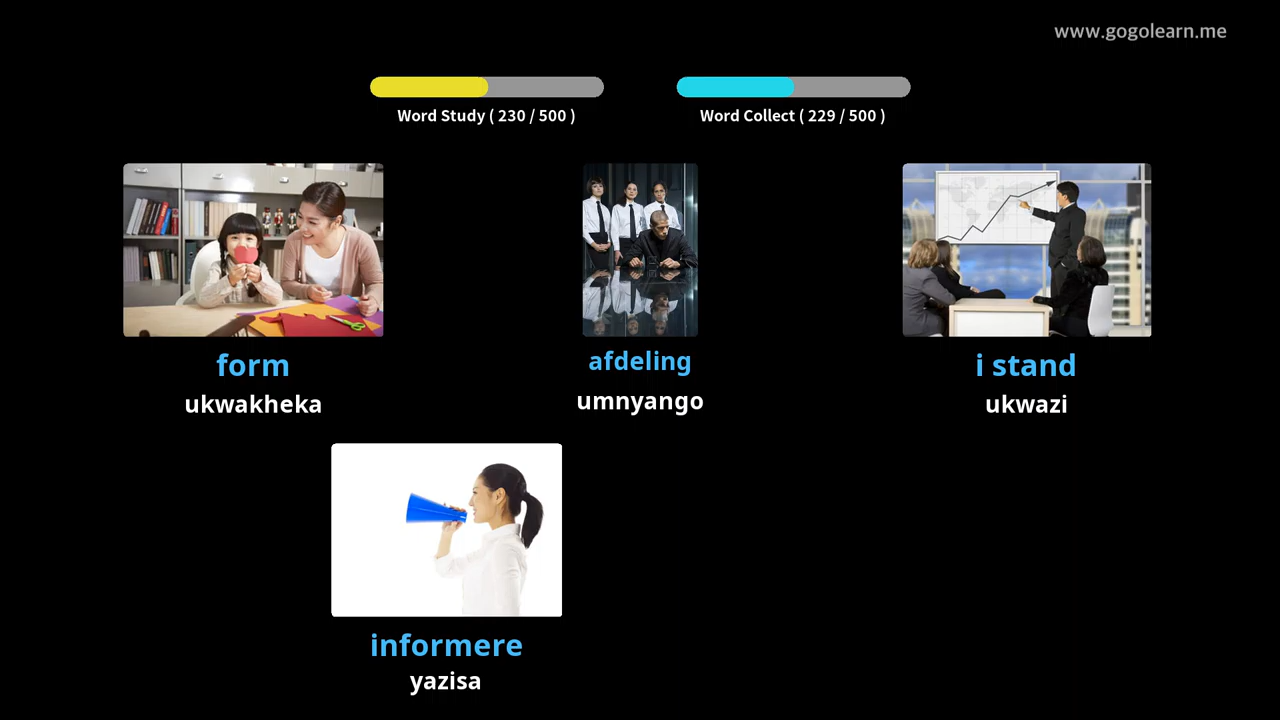 www.gogolearn.me
Word Study ( 230 / 500 )
Word Collect ( 229 / 500 )
form
ukwakheka
afdeling
umnyango
i stand
ukwazi
informere
yazisa